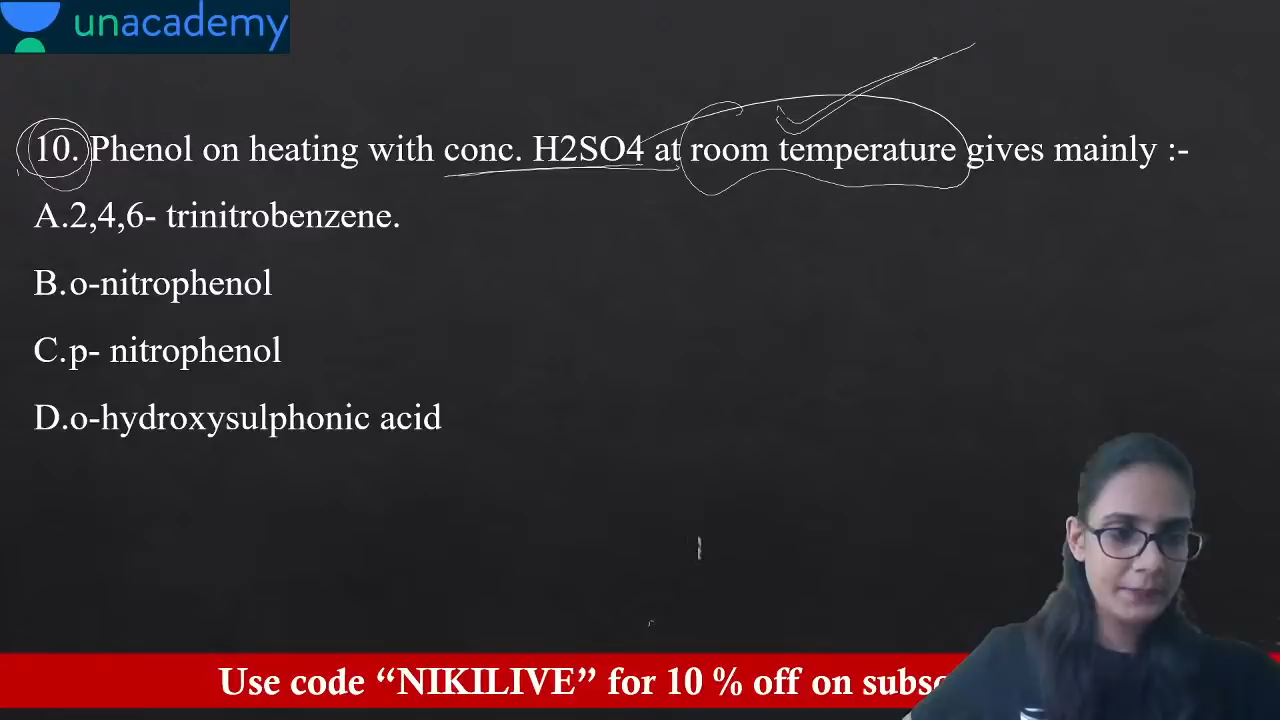 unacademy
10. Phenol on heating with conc. H2SO4 at room temperature gives mainly :-
A.2,4,6- trinitrobenzene.
B.o-nitrophenol
C.p- nitrophenol
D.o-hydroxysulphonic acid
Use code “NIKILIVE” for 10 % off on